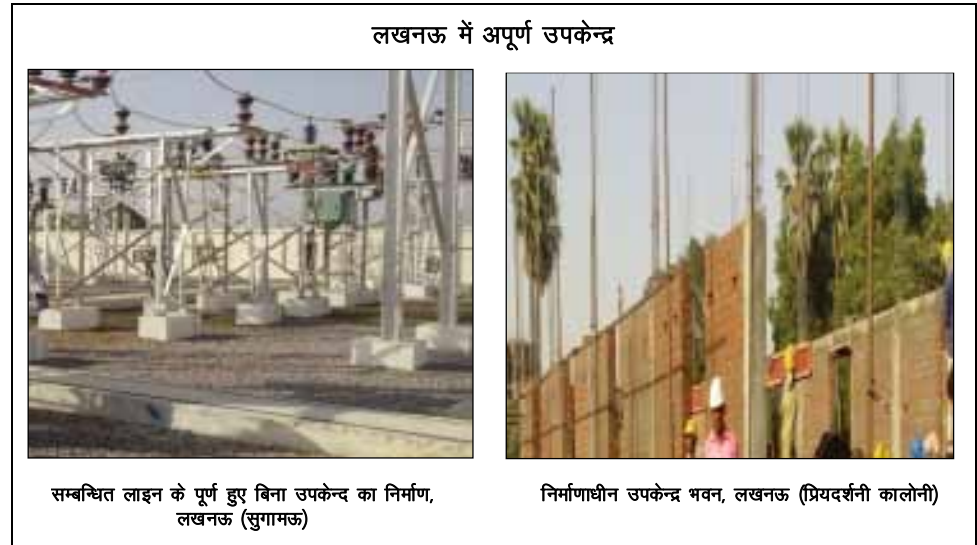 लखनऊ में अपूर्ण उपकेन्द्र
सम्बन्धित लाइन के पूर्ण हुए बिना उपकेन्द का निर्माण,
लखनऊ (सुगामऊ)
निर्माणाधीन उपकेन्द्र भवन, लखनऊ (प्रियदर्शनी कालोनी)